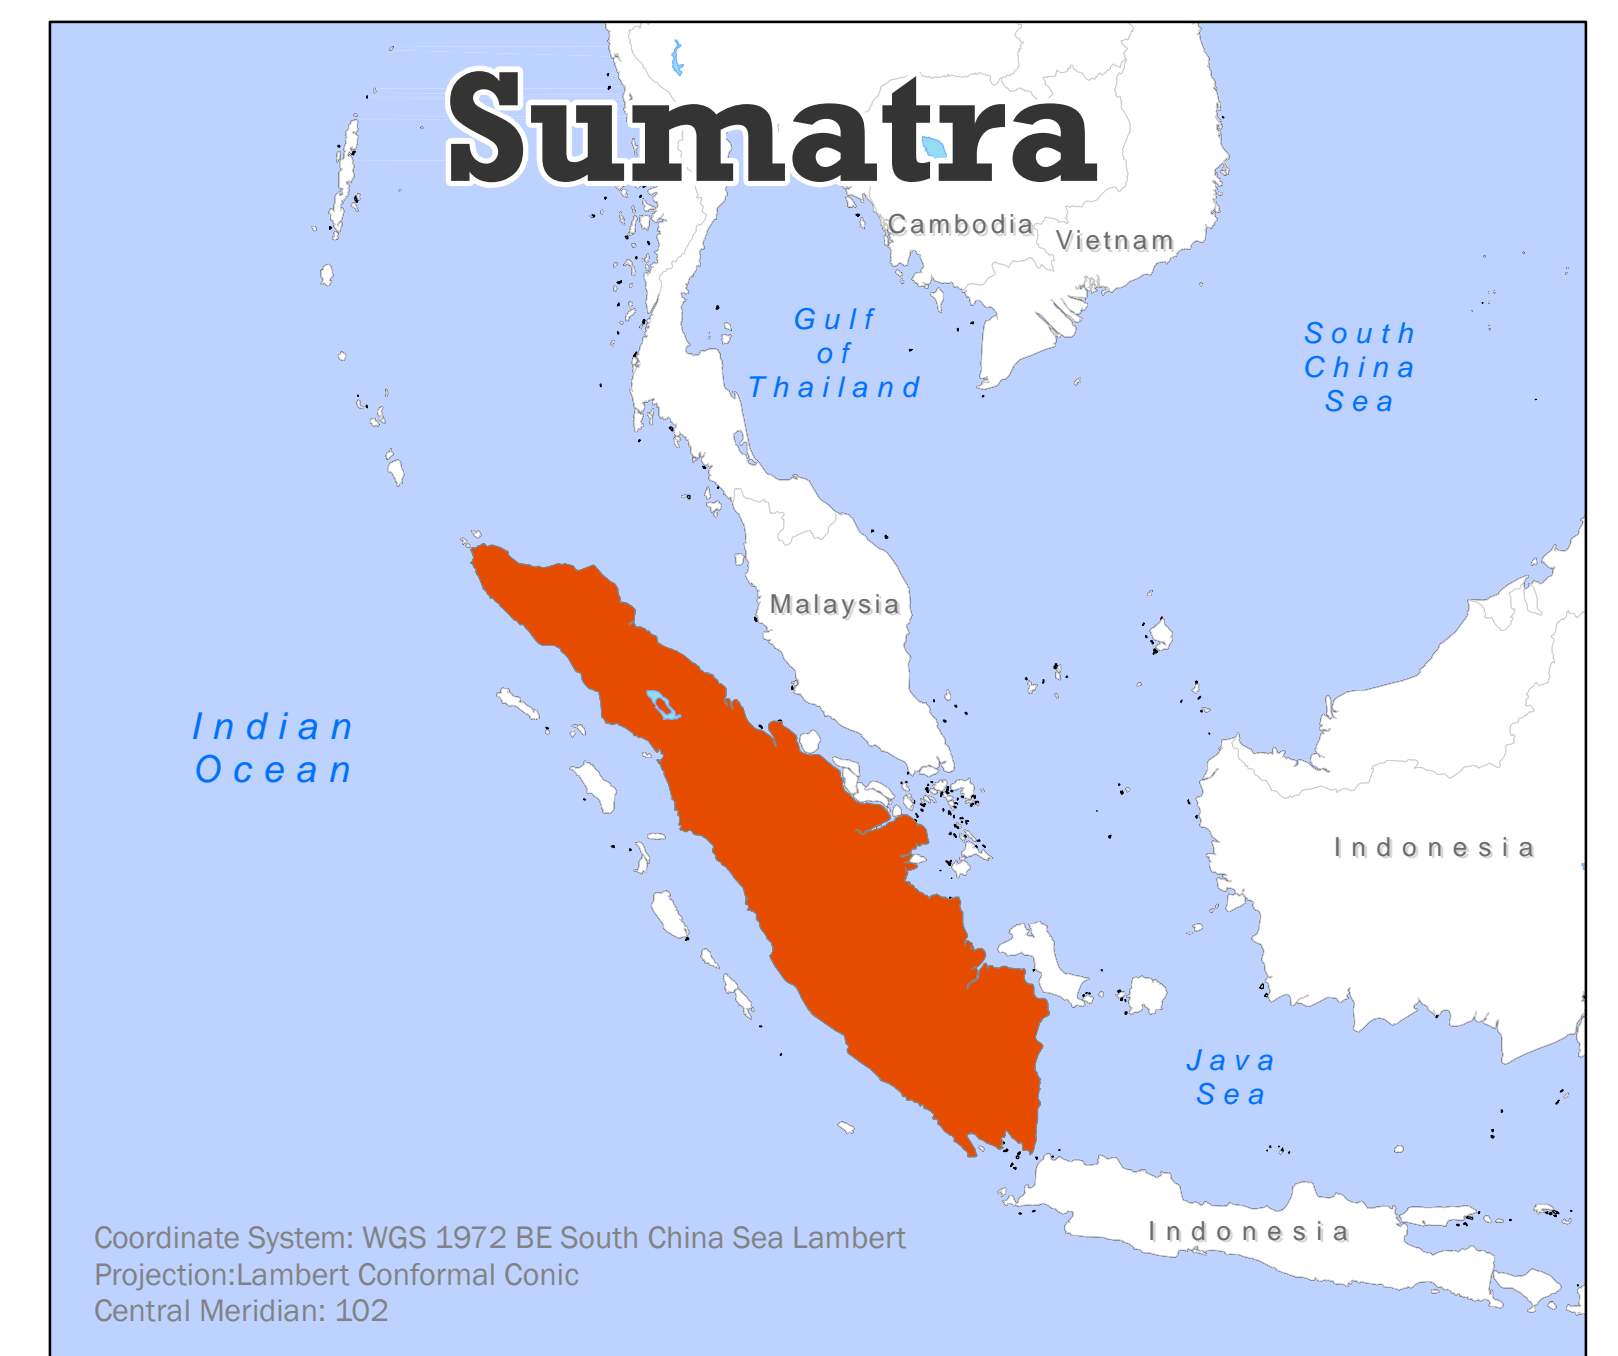 Sumatra
Cambodia
Vietnam
Gulf
of
Thailand
South
China
Sea
Malaysia
Indian
Ocean
Indonesia
Java
Sea
Indonesia
Coordinate System: WGS 1972 BE South China Sea Lambert
Projection:Lambert Conformal Conic
Central Meridian: 102